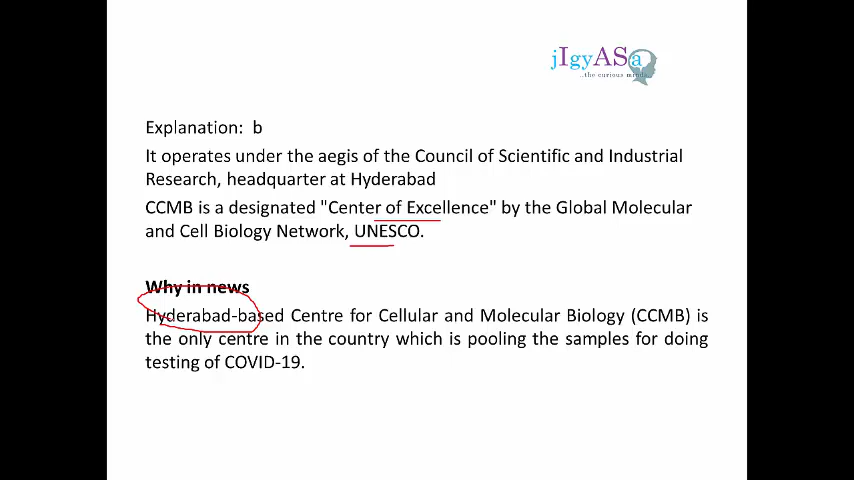 jIgyASa
..the curious minds
Explanation: b
It operates under the aegis of the Council of Scientific and Industrial
Research, headquarter at Hyderabad
CCMB is a designated "Center of Excellence" by the Global Molecular
and Cell Biology Network, UNESCO.
Why in news
Hyderabad-based Centre for Cellular and Molecular Biology (CCMB) is
the only centre in the country which is pooling the samples for doing
testing of COVID-19.